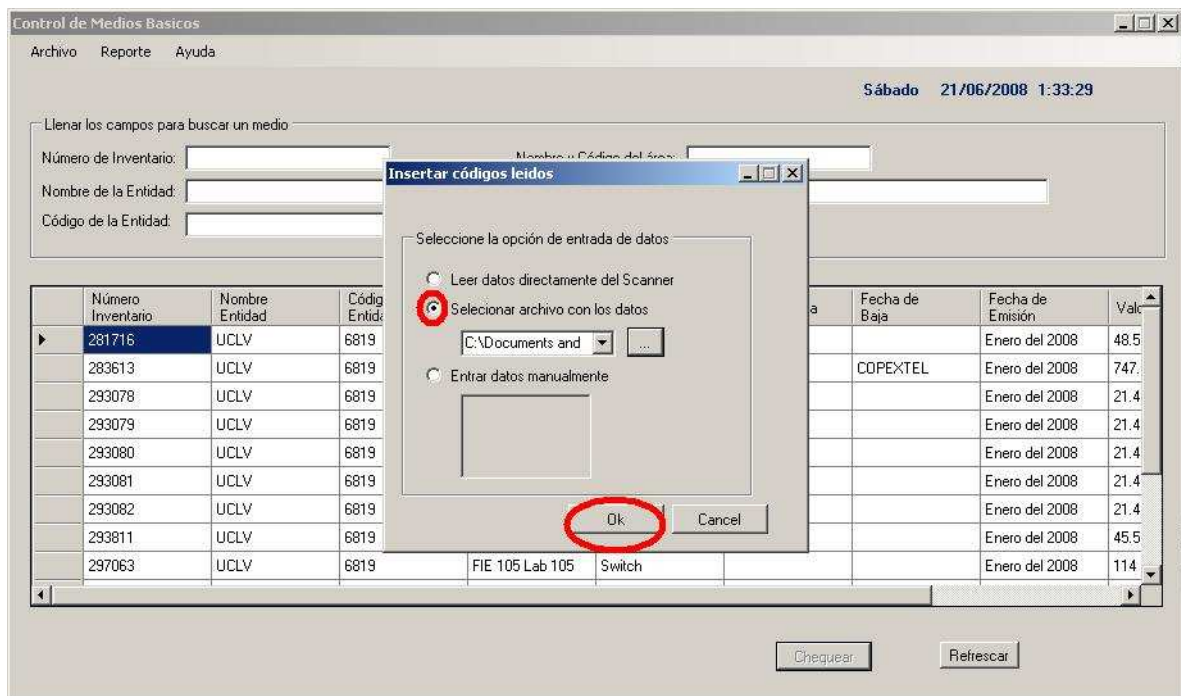 Control de Medios Basicos
Archivo Reporte Ayuda
Sábado 21/06/2008 1:33:29
Llenar los campos para buscar un medio
Número de Inventario:
Nombre y Código del área:
Nombre de la Entidad:
Código de la Entidad:
Insertar códigos leidos
Seleccione la opción de entrada de datos
Leer datos directamente del Scanner
Selecionar archivo con los datos
C:\Documents and ...
Entrar datos manualmente
Ok Cancel
Número Inventario Nombre Entidad Códig Entida a Fecha de Baja Fecha de Emisión Valo
281716 UCLV 6819 Enero del 2008 48.5
283613 UCLV 6819 COPEXTEL Enero del 2008 747.
293078 UCLV 6819 Enero del 2008 21.4
293079 UCLV 6819 Enero del 2008 21.4
293080 UCLV 6819 Enero del 2008 21.4
293081 UCLV 6819 Enero del 2008 21.4
293082 UCLV 6819 Enero del 2008 21.4
293811 UCLV 6819 Enero del 2008 45.5
297063 UCLV 6819 FIE 105 Lab 105 Switch Enero del 2008 114
Chequear Refrescar